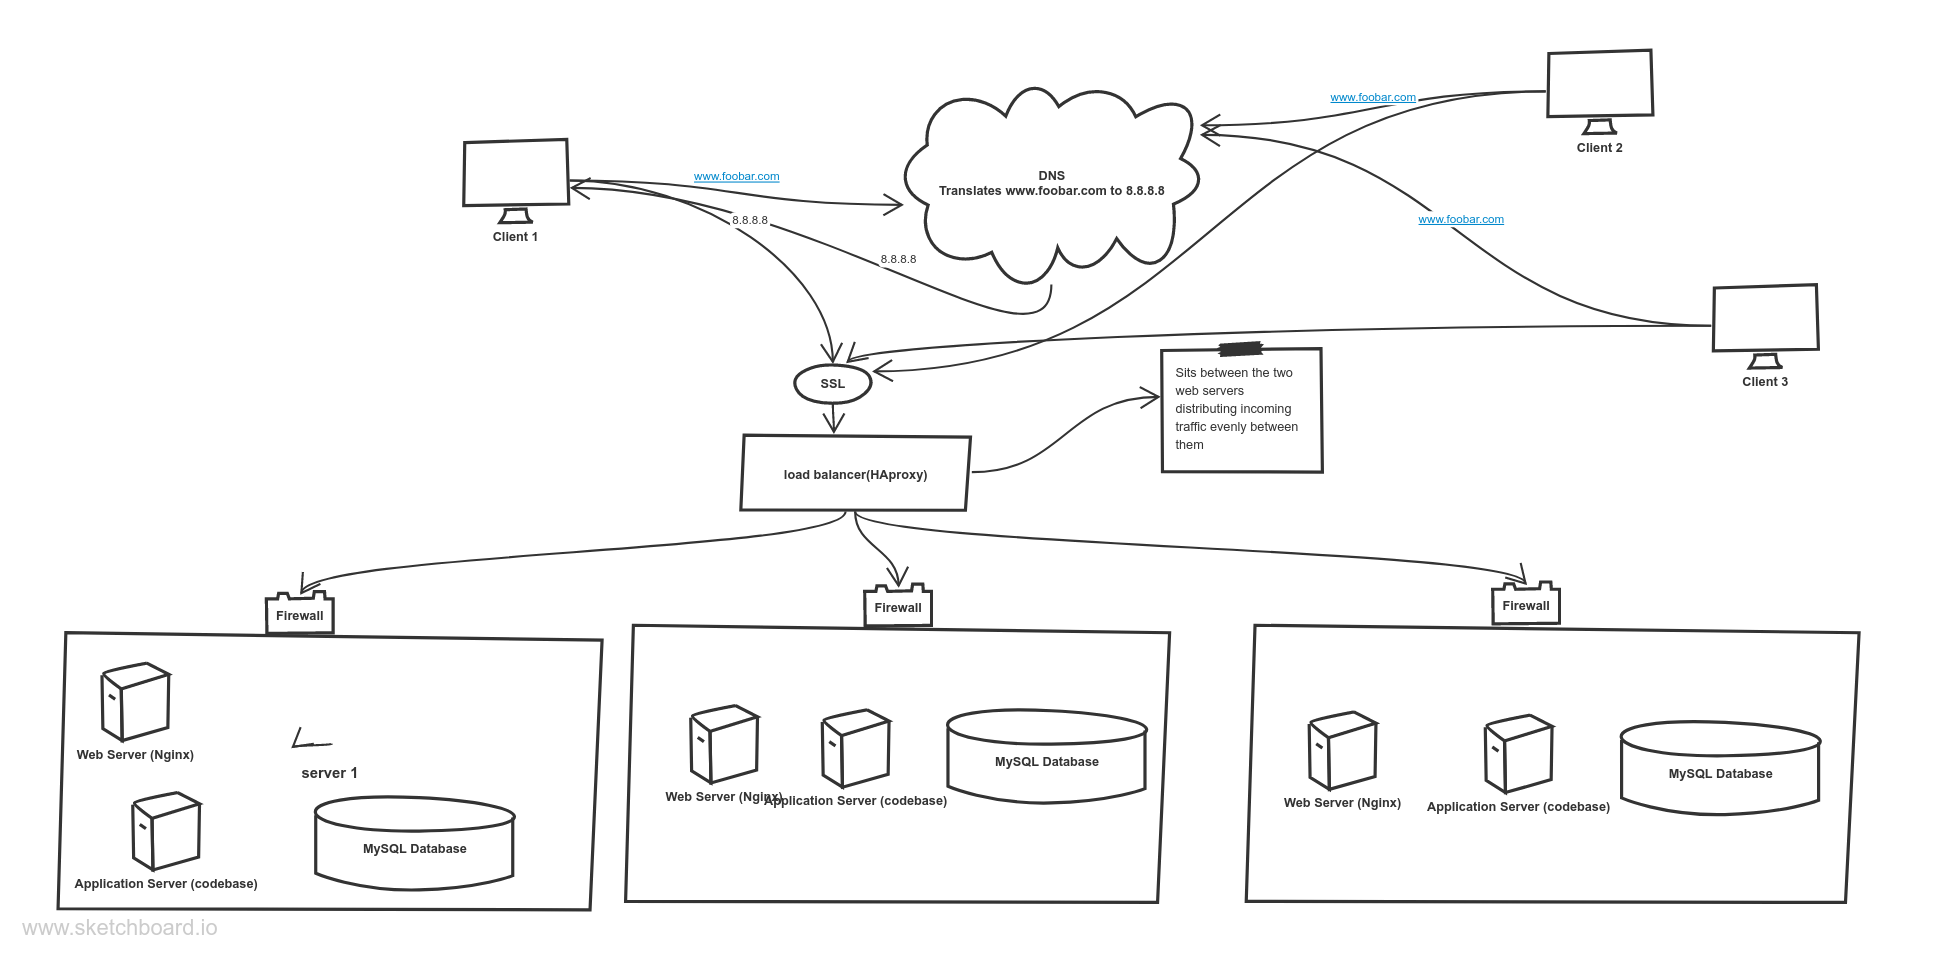 www.foobar.com
Client 2
www.foobar.com
DNS
Translates www.foobar.com to 8.8.8.8
8.8.8.8
Client 1
www.foobar.com
8.8.8.8
Client 3
SSL
Sits between the two
web servers
distributing incoming
traffic evenly between
them
load balancer(HAproxy)
Firewall
Firewall
Firewall
Web Server (Nginx)
server 1
Application Server (codebase)
MySQL Database
Web Server (Nginx)
Application Server (codebase)
MySQL Database
Web Server (Nginx)
Application Server (codebase)
MySQL Database
www.sketchboard.io